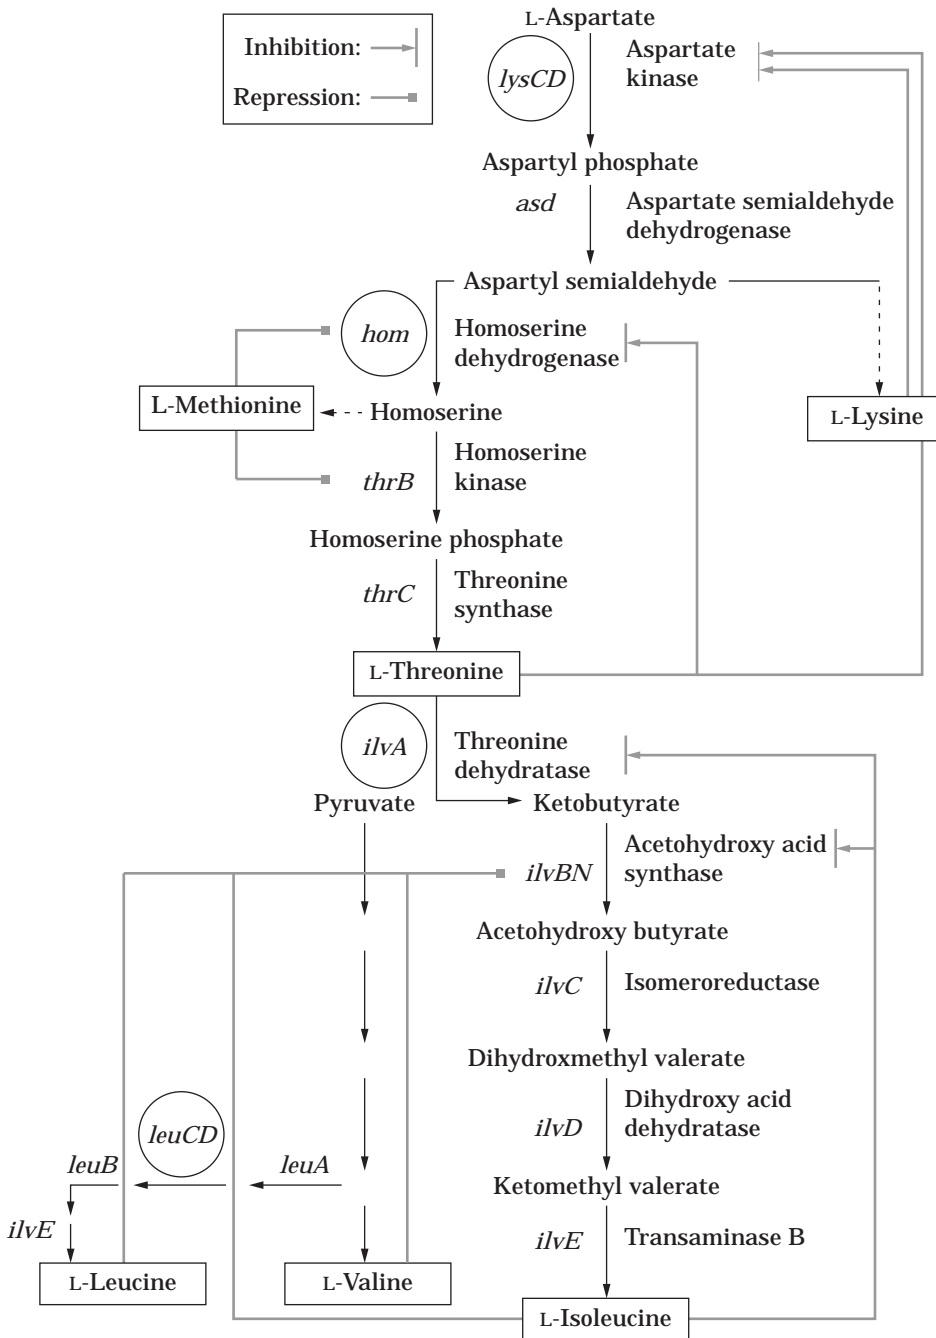 L-Aspartate
Inhibition:
Repression:
lysCD
Aspartate
kinase
Aspartyl phosphate
asd
Aspartate semialdehyde
dehydrogenase
Aspartyl semialdehyde
hom
Homoserine
dehydrogenase
L-Methionine
Homoserine
L-Lysine
thrB
Homoserine
kinase
Homoserine phosphate
thrC
Threonine
synthase
L-Threonine
ilvA
Threonine
dehydratase
Pyruvate
Ketobutyrate
ilvBN
Acetohydroxy acid
synthase
Acetohydroxy butyrate
ilvC
Isomeroreductase
Dihydroxmethyl valerate
ilvD
Dihydroxy acid
dehydratase
leuCD
leuB
leuA
Ketomethyl valerate
ilvE
ilvE
Transaminase B
L-Leucine
L-Valine
L-Isoleucine